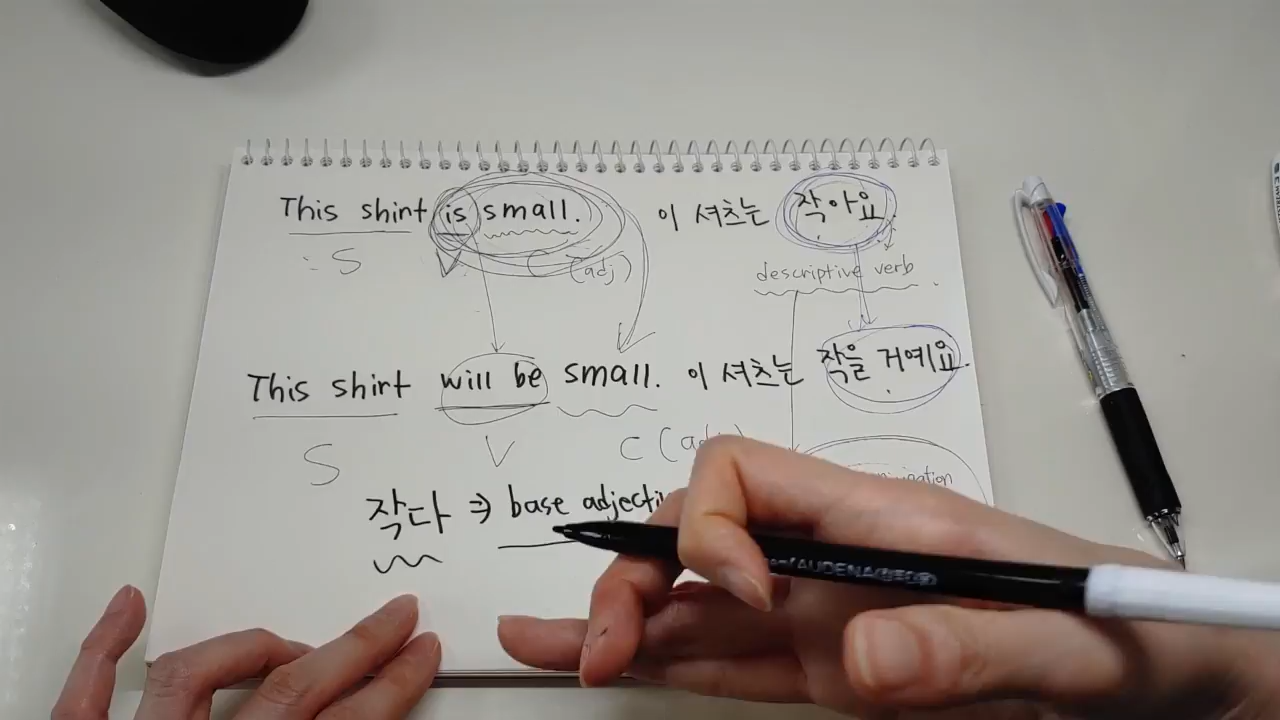 This shirt is small. 이 셔츠는 작아요
S V C (adj)
descriptive verb
This shirt will be small. 이 셔츠는 작을 거예요.
S V C (adj)
작다 ⇒ base